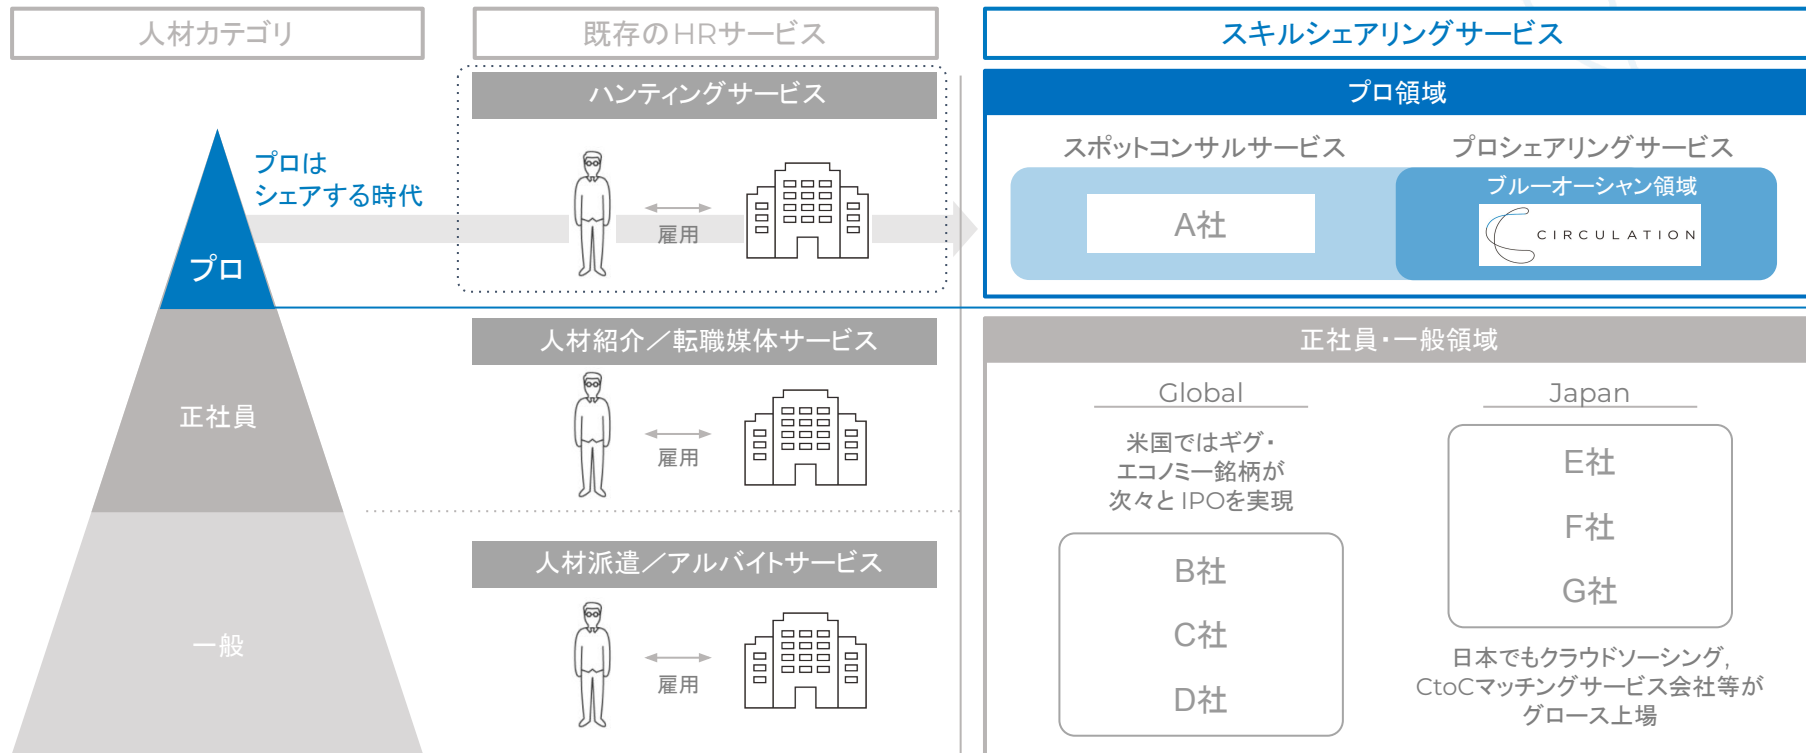 人材カテゴリ
既存のHRサービス
スキルシェアリングサービス
ハンティングサービス
プロ領域
プロは
シェアする時代
プロ
雇用
スポットコンサルサービス
プロシェアリングサービス
A社
ブルーオーシャン領域
CIRCULATION
人材紹介／転職媒体サービス
正社員・一般領域
正社員
雇用
Global
米国ではギグ・
エコノミー銘柄が
次々と IPOを実現
B社
C社
D社
Japan
E社
F社
G社
日本でもクラウドソーシング,
CtoCマッチングサービス会社等が
グロース上場
人材派遣／アルバイトサービス
一般
雇用